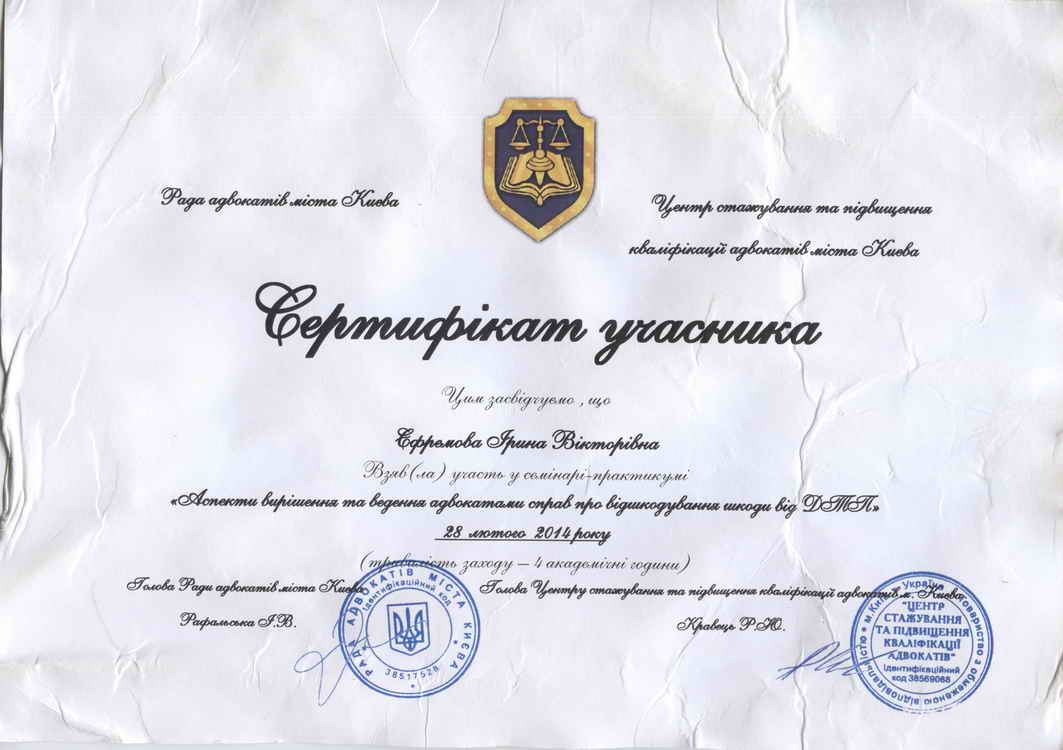 Рада адвокатів міста Києва
Центр стажування та підвищення
кваліфікації адвокатів міста Києва
Сертифікат учасника
Цим засвідчуємо , що
Єфремова Ірина Вікторівна
Взяв(ла) участь у семінарі-практикумі
«Аспекти вирішення та ведення адвокатами справ про відшкодування шкоди від ДТП»
28 лютого 2014 року
(тривалість заходу – 4 академічні години)
Голова Ради адвокатів міста Києва
Рафальська І.В.
РАДА АДВОКАТІВ МІСТА КИЄВА
Ідентифікаційний код
38517528
Голова Центру стажування та підвищення кваліфікації адвокатів м. Києва
Кравець Р.Ю.
Україна * м.Київ * Товариство з обмеженою відповідальністю
"ЦЕНТР
СТАЖУВАННЯ
ТА ПІДВИЩЕННЯ
КВАЛІФІКАЦІЇ
АДВОКАТІВ"
Ідентифікаційний
код 38569068